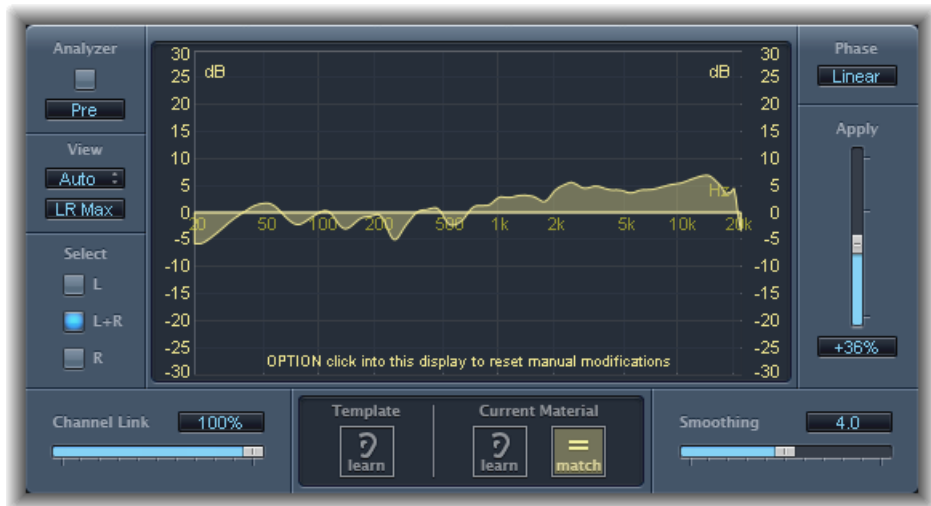 Analyzer
Pre
View
Auto
LR Max
Select
L
L+R
R
30 30
25 dB dB 25
20 20
15 15
10 10
5 5
Hz
0 0
20 50 100 200 500 1k 2k 5k 10k 20k
-5 -5
-10 -10
-15 -15
-20 -20
-25 -25
OPTION click into this display to reset manual modifications
-30 -30
Phase
Linear
Apply
+36%
Channel Link 100%
Template
learn
Current Material
learn
=
match
Smoothing 4.0